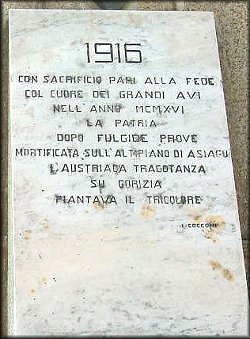 1916
CON SACRIFICIO PARI ALLA FEDE
COL CUORE DEI GRANDI AVI
NELL'ANNO MCMXVI
LA PATRIA
DOPO FULGIDE PROVE
MORTIFICATA SULL'ALTIPIANO DI ASIAGO
L'AUSTRIACA TRACOTANZA
SU GORIZIA
PIANTAVA IL TRICOLORE